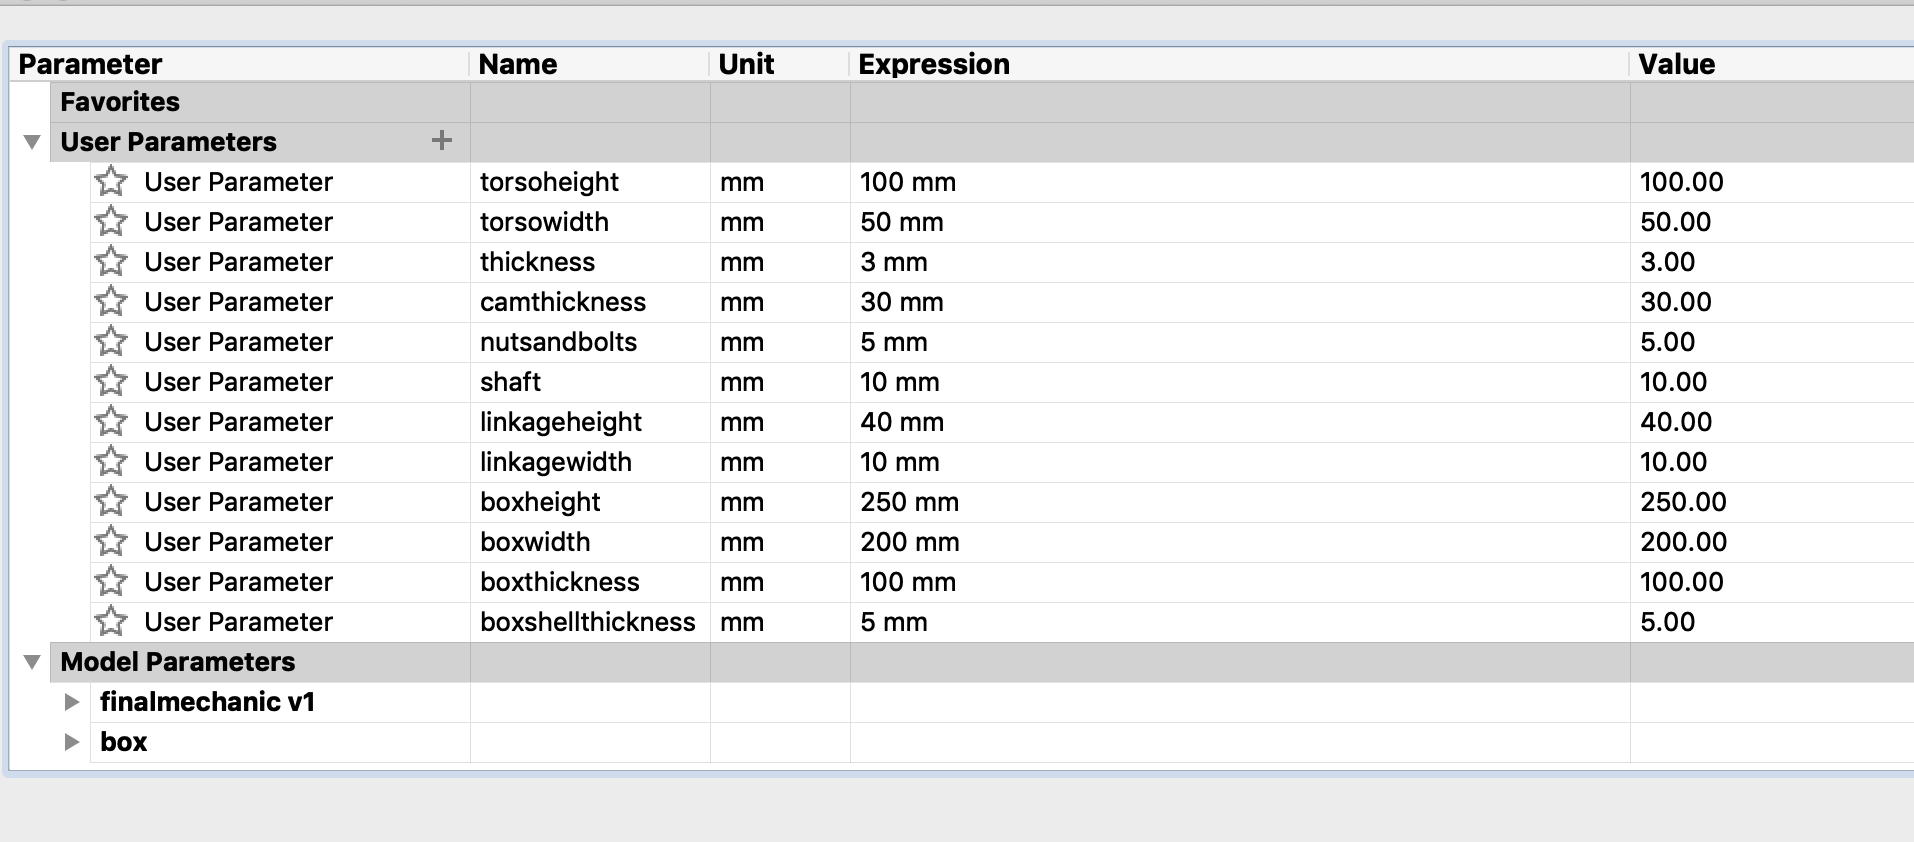 Parameter Name Unit Expression Value
Favorites
User Parameters +
User Parameter torsoheight mm 100 mm 100.00
User Parameter torsowidth mm 50 mm 50.00
User Parameter thickness mm 3 mm 3.00
User Parameter camthickness mm 30 mm 30.00
User Parameter nutsandbolts mm 5 mm 5.00
User Parameter shaft mm 10 mm 10.00
User Parameter linkageheight mm 40 mm 40.00
User Parameter linkagewidth mm 10 mm 10.00
User Parameter boxheight mm 250 mm 250.00
User Parameter boxwidth mm 200 mm 200.00
User Parameter boxthickness mm 100 mm 100.00
User Parameter boxshellthickness mm 5 mm 5.00
Model Parameters
finalmechanic v1
box